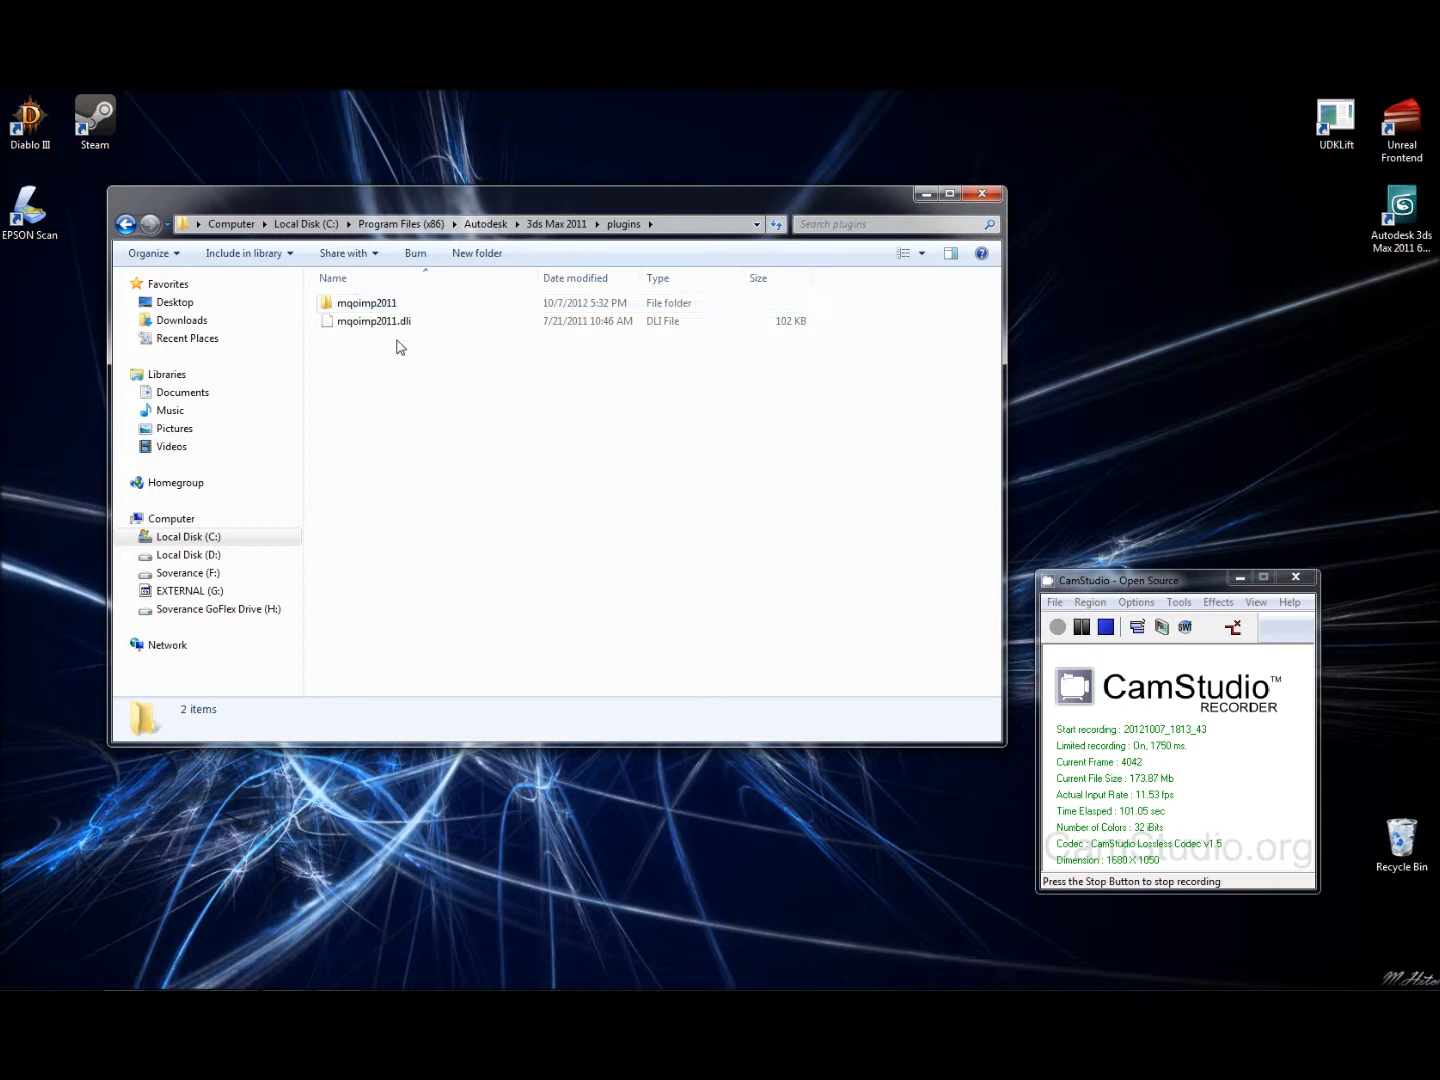 Diablo III
Steam
UDKLift
Unreal
Frontend
EPSON Scan
Autodesk 3ds
Max 2011 6...
Computer
Local Disk (C:)
Program Files (x86)
Autodesk
3ds Max 2011
plugins
Search plugins
Organize
Include in library
Share with
Burn
New folder
Name
Date modified
Type
Size
mqoimp2011
10/7/2012 5:32 PM
File folder
mqoimp2011.dli
7/21/2011 10:46 AM
DLI File
102 KB
Favorites
Desktop
Downloads
Recent Places
Libraries
Documents
Music
Pictures
Videos
Homegroup
Computer
Local Disk (C:)
Local Disk (D:)
Soverance (F:)
EXTERNAL (G:)
Soverance GoFlex Drive (H:)
Network
2 items
CamStudio - Open Source
File Region Options Tools Effects View Help
CamStudio™
RECORDER
Start recording : 20121007_1813_43
Limited recording : On, 1750 ms.
Current Frame : 4042
Current File Size : 173.87 Mb
Actual Input Rate : 11.53 fps
Time Elasped : 101.05 sec
Number of Colors : 32 iBits
Codec : CamStudio Lossless Codec v1.5
CamStudio.org
Dimension : 1680X1050
Press the Stop Button to stop recording
Recycle Bin